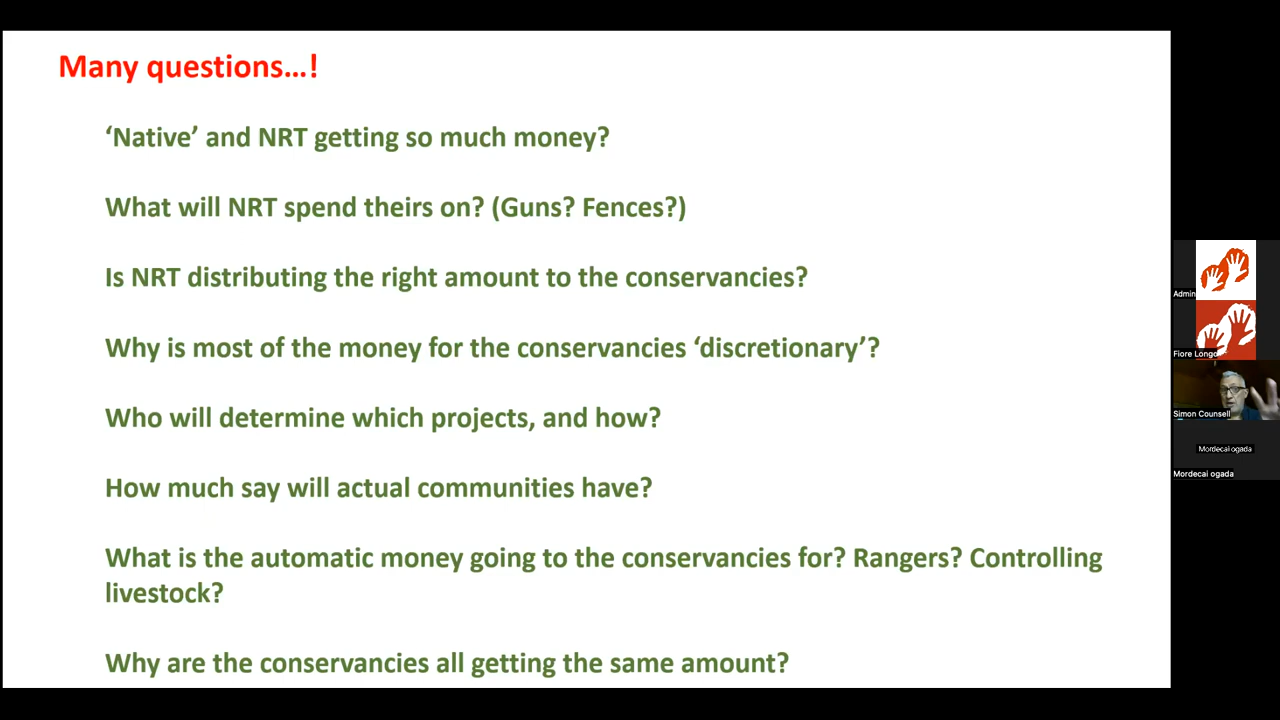 Many questions…!
‘Native’ and NRT getting so much money?
What will NRT spend theirs on? (Guns? Fences?)
Is NRT distributing the right amount to the conservancies?
Why is most of the money for the conservancies ‘discretionary’?
Who will determine which projects, and how?
How much say will actual communities have?
What is the automatic money going to the conservancies for? Rangers? Controlling
livestock?
Why are the conservancies all getting the same amount?
Admin
Fiore Longo
Simon Counsell
Mordecai ogada
Mordecai ogada